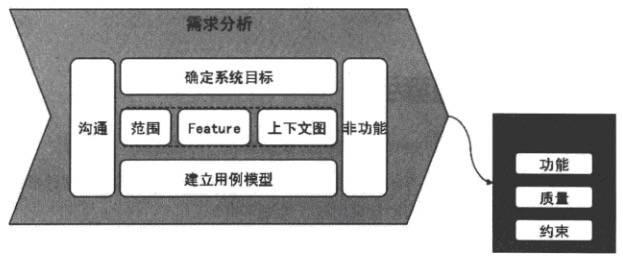 需求分析
确定系统目标
沟通
范围
Feature
上下文图
非功能
建立用例模型
功能
质量
约束